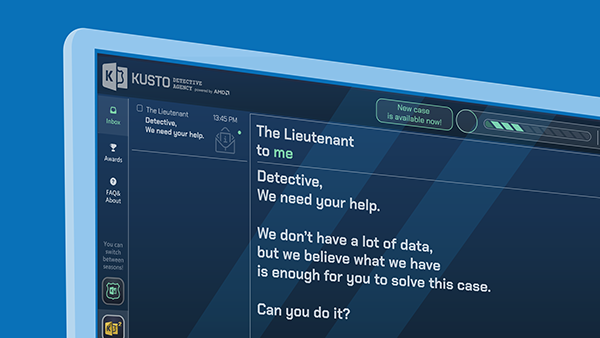 KUSTO DETECTIVE
AGENCY powered by AMD21
New case
is available now!
Inbox
The Lieutenant
13:45 PM
Detective,
We need your help.
Awards
FAQ&
About
You can
switch
between
seasons!
2
The Lieutenant
to me
Detective,
We need your help.
We don't have a lot of data,
but we believe what we have
is enough for you to solve this case.
Can you do it?